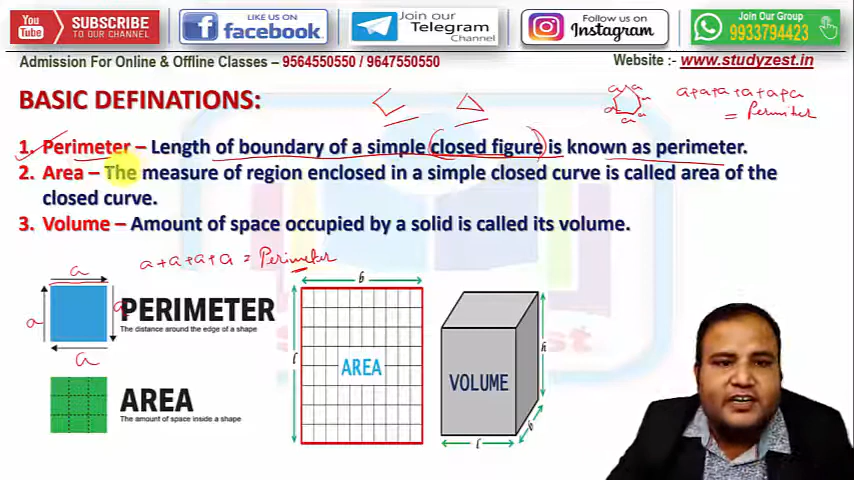 You Tube SUBSCRIBE TO OUR CHANNEL
LIKE US ON facebook
Join our Telegram Channel
Follow us on Instagram
Join Our Group 9933794423
Admission For Online & Offline Classes – 9564550550 / 9647550550
Website :- www.studyzest.in
BASIC DEFINATIONS:
a+a+a+a+a+a
= Perimeter
a a
a a
a
1. Perimeter – Length of boundary of a simple closed figure is known as perimeter.
2. Area – The measure of region enclosed in a simple closed curve is called area of the
closed curve.
3. Volume – Amount of space occupied by a solid is called its volume.
a+a+a+a = Perimeter
a
a
a
a
PERIMETER
The distance around the edge of a shape
AREA
The amount of space inside a shape
b
l
AREA
VOLUME
h
b
l